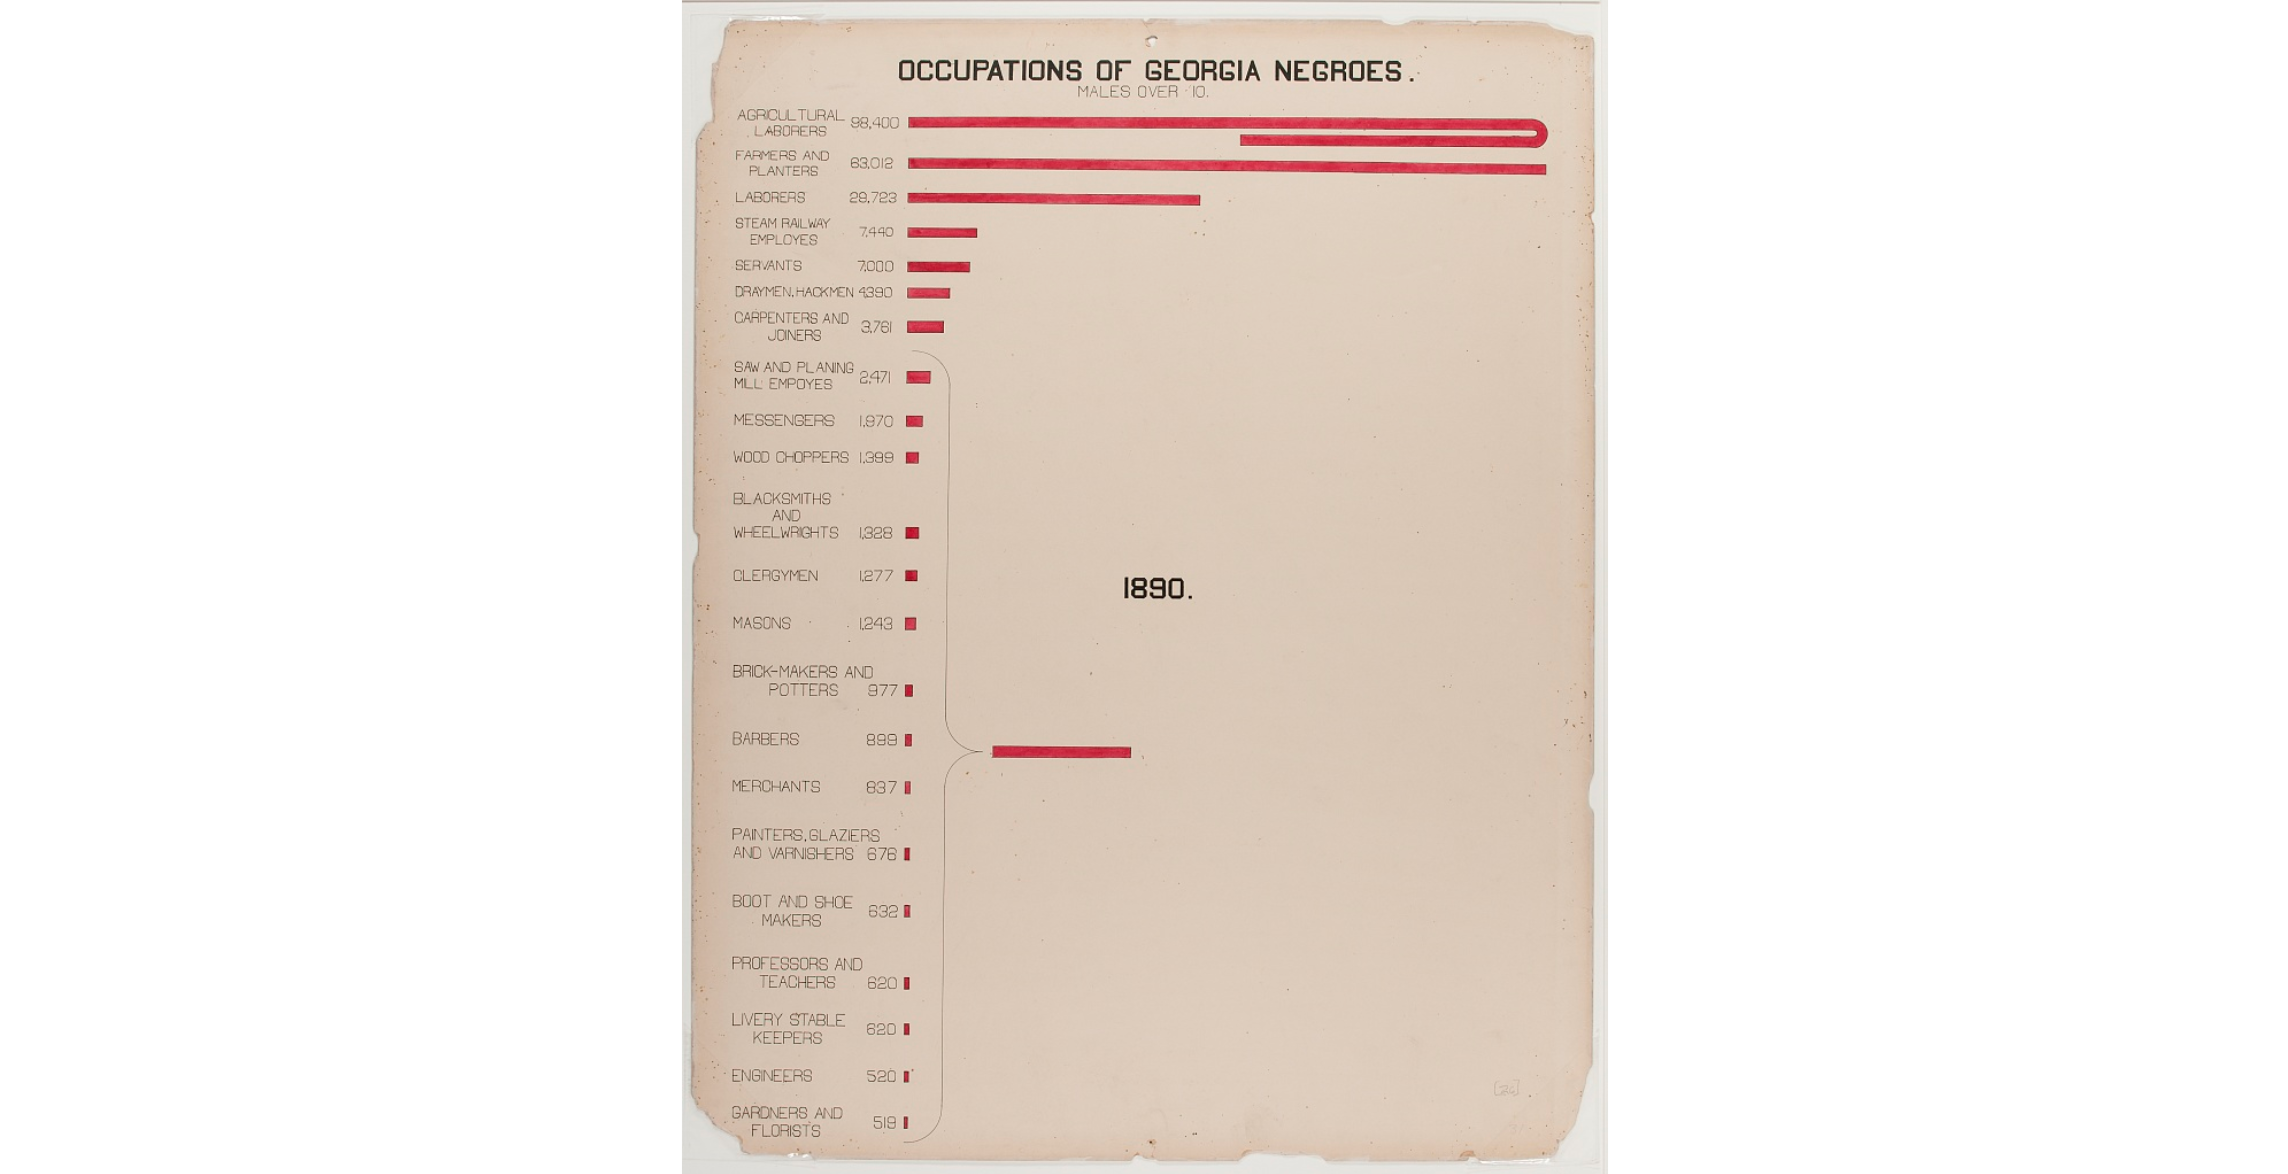 OCCUPATIONS OF GEORGIA NEGROES.
MALES OVER 10.
AGRICULTURAL
LABORERS 98,400
FARMERS AND
PLANTERS 63,012
LABORERS 29,723
STEAM RAILWAY
EMPLOYES 7,440
SERVANTS 7,000
DRAYMEN, HACKMEN 4,390
CARPENTERS AND
JOINERS 3,761
SAW AND PLANING
MILL EMPOYES 2,471
MESSENGERS 1,970
WOOD CHOPPERS 1,399
BLACKSMITHS
AND
WHEELWRIGHTS 1,328
CLERGYMEN 1,277
1890.
MASONS 1,243
BRICK-MAKERS AND
POTTERS 977
BARBERS 899
MERCHANTS 837
PAINTERS, GLAZIERS
AND VARNISHERS 676
BOOT AND SHOE
MAKERS 632
PROFESSORS AND
TEACHERS 620
LIVERY STABLE
KEEPERS 620
ENGINEERS 520
GARDNERS AND
FLORISTS 519